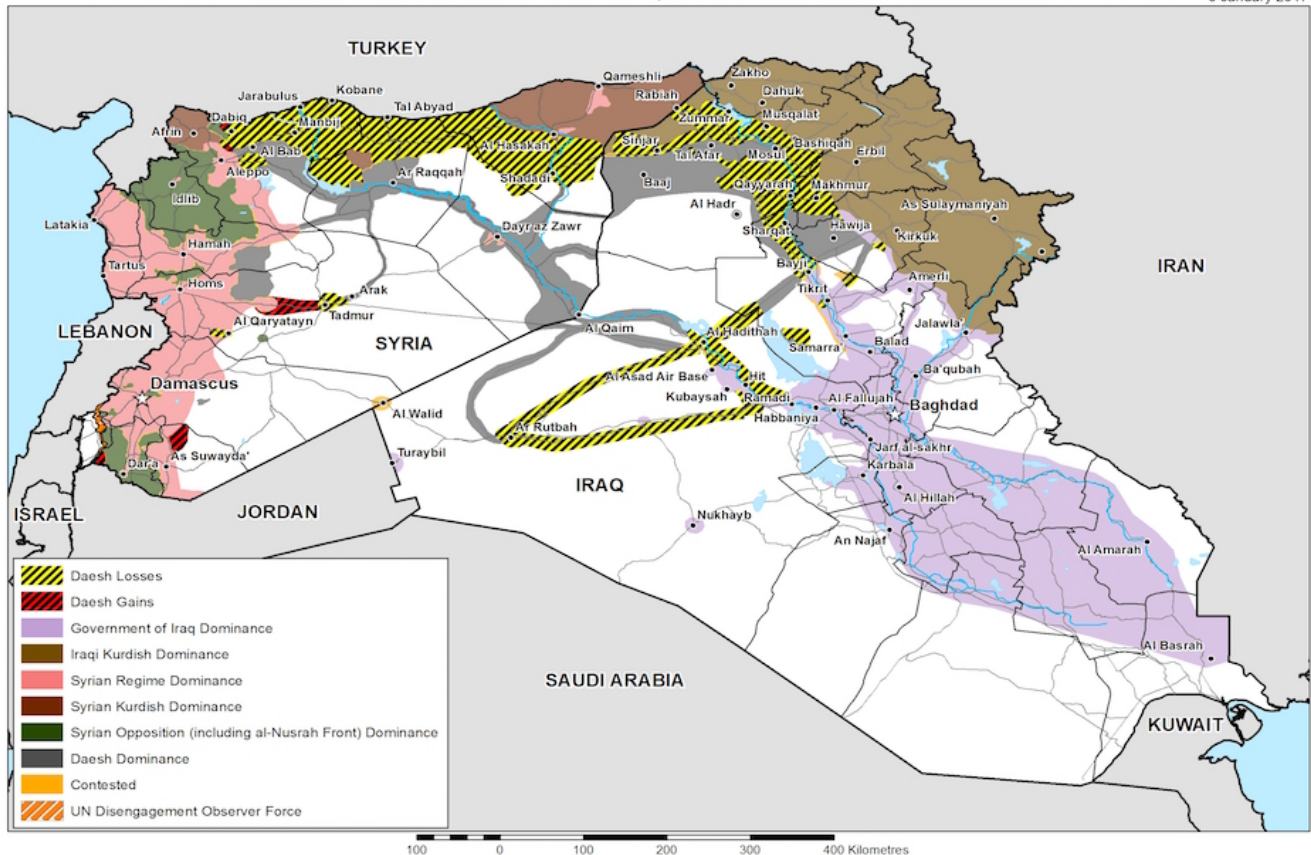 January 201
TURKEY
Qameshli
Zakho
Kobane
Rabiah
Dahuk
Jarabulus
Tal Abyad
Dabiq
Zummar
Musqalat
Manbij
Afrin
Sinjar
Bashiqah
Al Hasakah
Al Bab
Tal Afar
Mosul
Erbil
Aleppo
Ar Raqqah
Shadadi
Baaj
Qayyarah
Makhmur
Idlib
Al Hadr
As Sulaymaniyah
Latakia
Dayr az Zawr
Sharqat
Hawija
Kirkuk
Hamah
Bayji
IRAN
Tartus
Homs
Arak
Tikrit
Amerli
LEBANON
Al Qaryatayn
Tadmur
Al Qaim
Al Hadithah
Jalawla'
SYRIA
Samarra'
Balad
Damascus
Al Asad Air Base
Hit
Ba'qubah
Kubaysah
Ramadi
Al Fallujah
Baghdad
Al Walid
Habbaniya
Ar Rutbah
Dar'a
As Suwayda'
Turaybil
Jarf al-sakhr
Karbala
IRAQ
Al Hillah
ISRAEL
JORDAN
Nukhayb
An Najaf
Al Amarah
Al Basrah
SAUDI ARABIA
KUWAIT
Daesh Losses
Daesh Gains
Government of Iraq Dominance
Iraqi Kurdish Dominance
Syrian Regime Dominance
Syrian Kurdish Dominance
Syrian Opposition (including al-Nusrah Front) Dominance
Daesh Dominance
Contested
UN Disengagement Observer Force
100 0 100 200 300 400 Kilometres